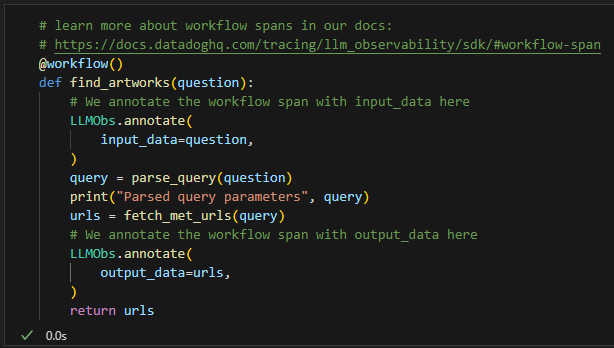 # learn more about workflow spans in our docs:
# https://docs.datadoghq.com/tracing/llm_observability/sdk/#workflow-span
@workflow()
def find_artworks(question):
    # We annotate the workflow span with input_data here
    LLMObs.annotate(
        input_data=question,
    )
    query = parse_query(question)
    print("Parsed query parameters", query)
    urls = fetch_met_urls(query)
    # We annotate the workflow span with output_data here
    LLMObs.annotate(
        output_data=urls,
    )
    return urls
0.0s